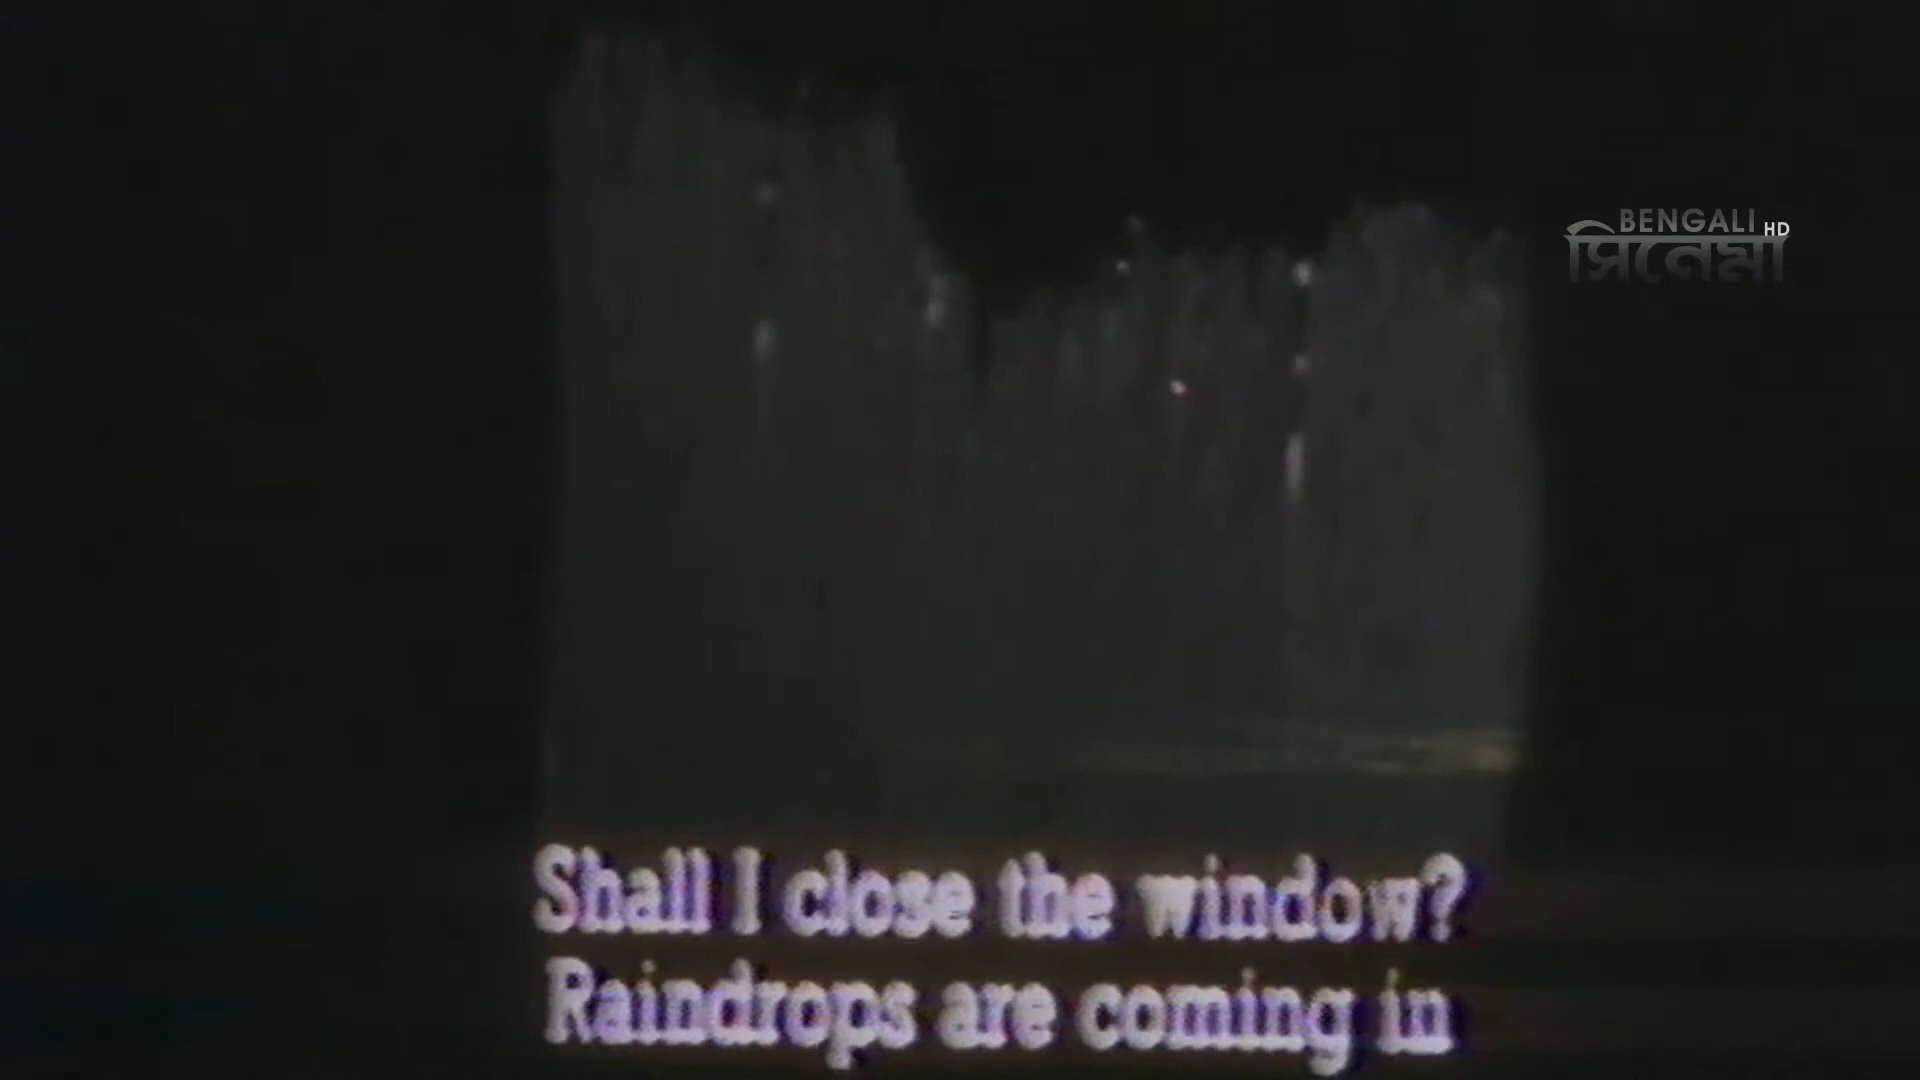 BENGALI HD
সিনেমা
Shall I close the window?
Raindrops are coming in